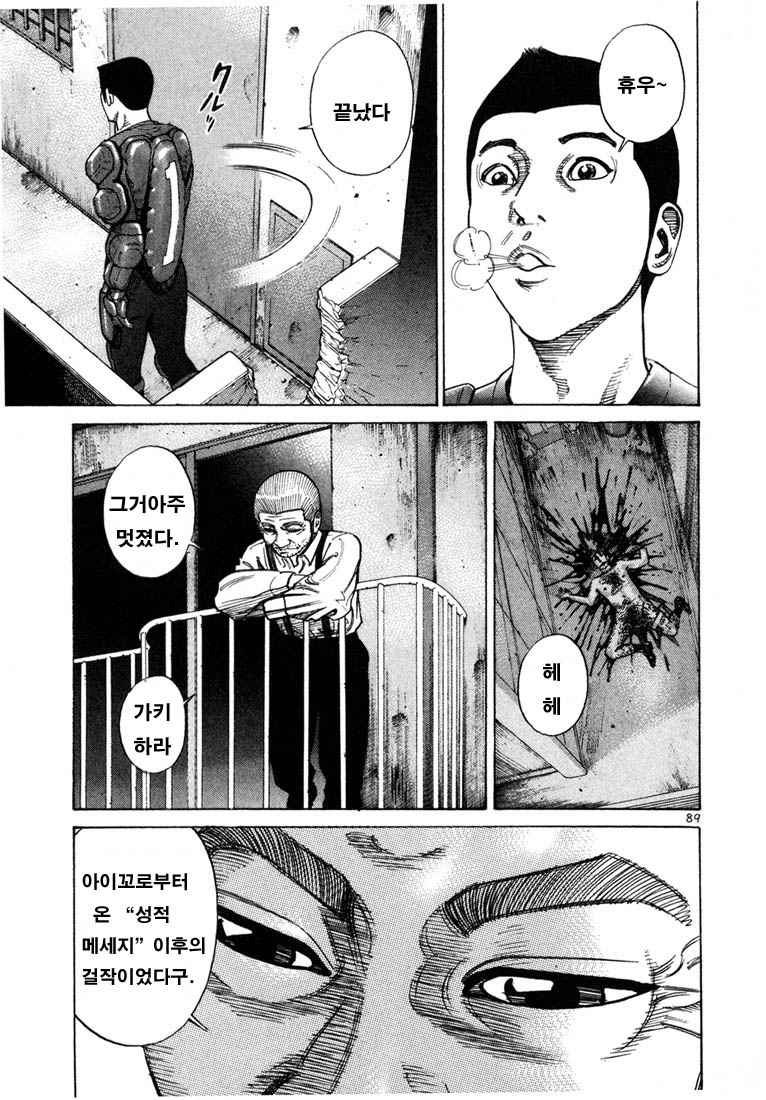 휴우~
끝났다
クルッ
헤
헤
그거아주
멋졌다.
가키
하라
89
아이꼬로부터
온 “성적
메세지” 이후의
걸작이었다구.